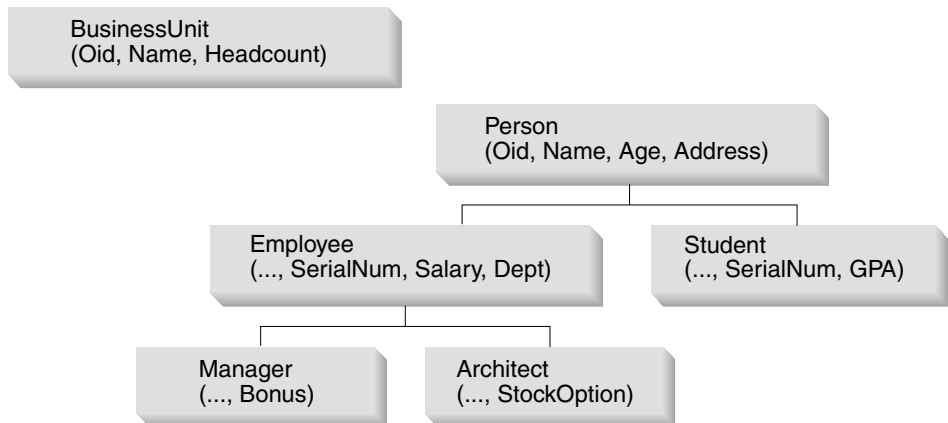 BusinessUnit
(Oid, Name, Headcount)
Person
(Oid, Name, Age, Address)
Employee
(..., SerialNum, Salary, Dept)
Student
(..., SerialNum, GPA)
Manager
(..., Bonus)
Architect
(..., StockOption)